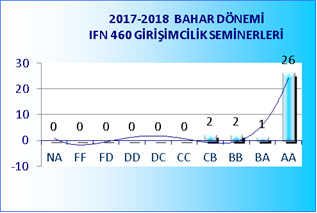 2017-2018 BAHAR DÖNEMİ
IFN 460 GİRİŞİMCİLİK SEMİNERLERİ
30
20
10
0
-10
0 0 0 0 0 0 2 2 1 26
NA FF FD DD DC CC CB BB BA AA